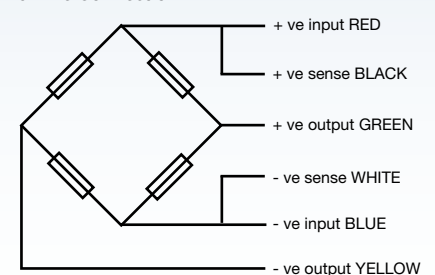 + ve input RED
+ ve sense BLACK
+ ve output GREEN
- ve sense WHITE
- ve input BLUE
- ve output YELLOW